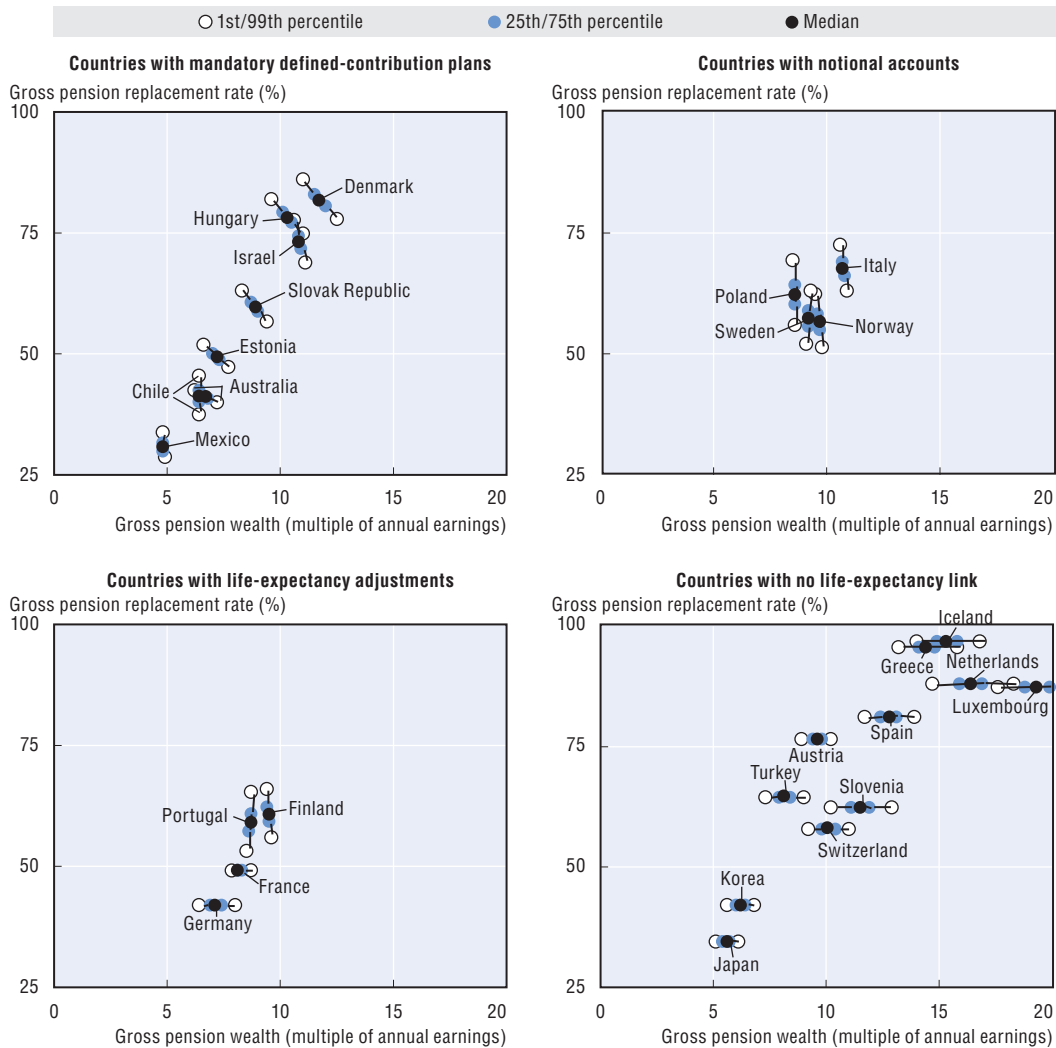 1st/99th percentile 25th/75th percentile Median
Countries with mandatory defined-contribution plans
Gross pension replacement rate (%)
100
Denmark
Hungary
75
Israel
Slovak Republic
Estonia
50
Chile
Australia
Mexico
25
0 5 10 15 20
Gross pension wealth (multiple of annual earnings)
Countries with notional accounts
Gross pension replacement rate (%)
100
75
Italy
Poland
Sweden
Norway
50
25
0 5 10 15 20
Gross pension wealth (multiple of annual earnings)
Countries with life-expectancy adjustments
Gross pension replacement rate (%)
100
75
Portugal
Finland
50
France
Germany
25
0 5 10 15 20
Gross pension wealth (multiple of annual earnings)
Countries with no life-expectancy link
Gross pension replacement rate (%)
Iceland
100
Greece
Netherlands
Luxembourg
Spain
75
Austria
Turkey
Slovenia
Switzerland
50
Korea
Japan
25
0 5 10 15 20
Gross pension wealth (multiple of annual earnings)